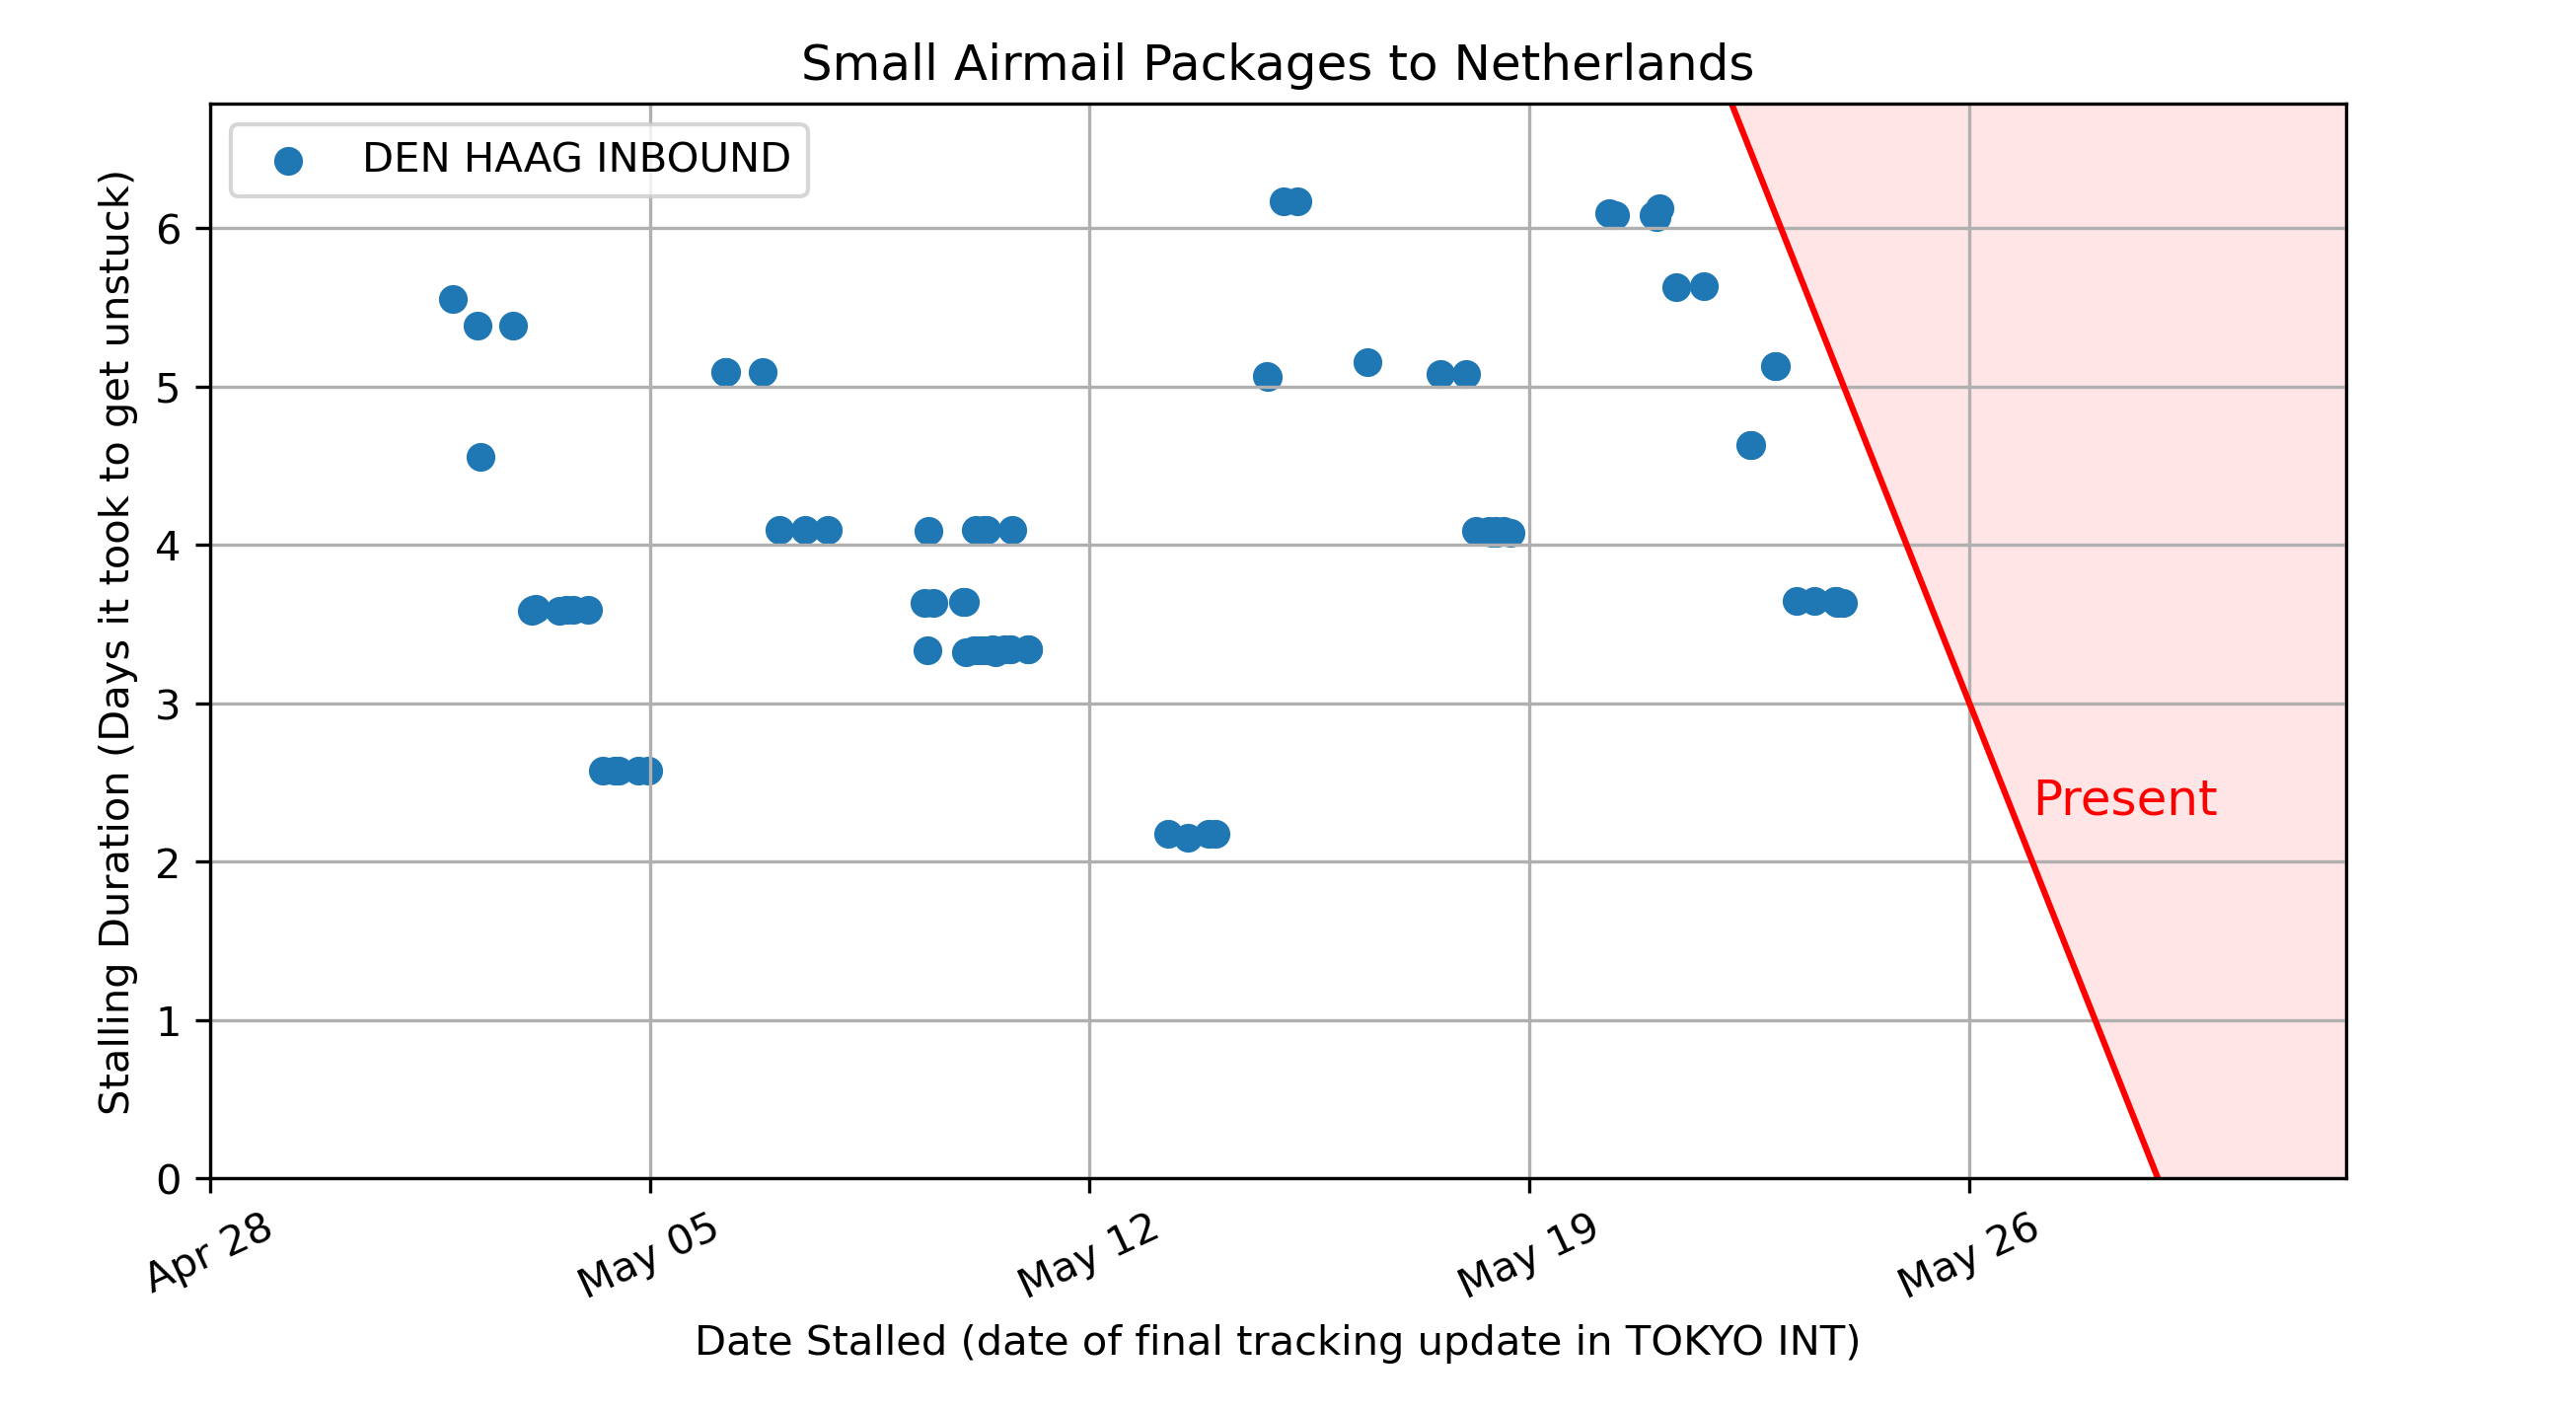 Small Airmail Packages to Netherlands
DEN HAAG INBOUND
Stalling Duration (Days it took to get unstuck)
6
5
4
3
2
1
0
Present
Apr 28
May 05
May 12
May 19
May 26
Date Stalled (date of final tracking update in TOKYO INT)